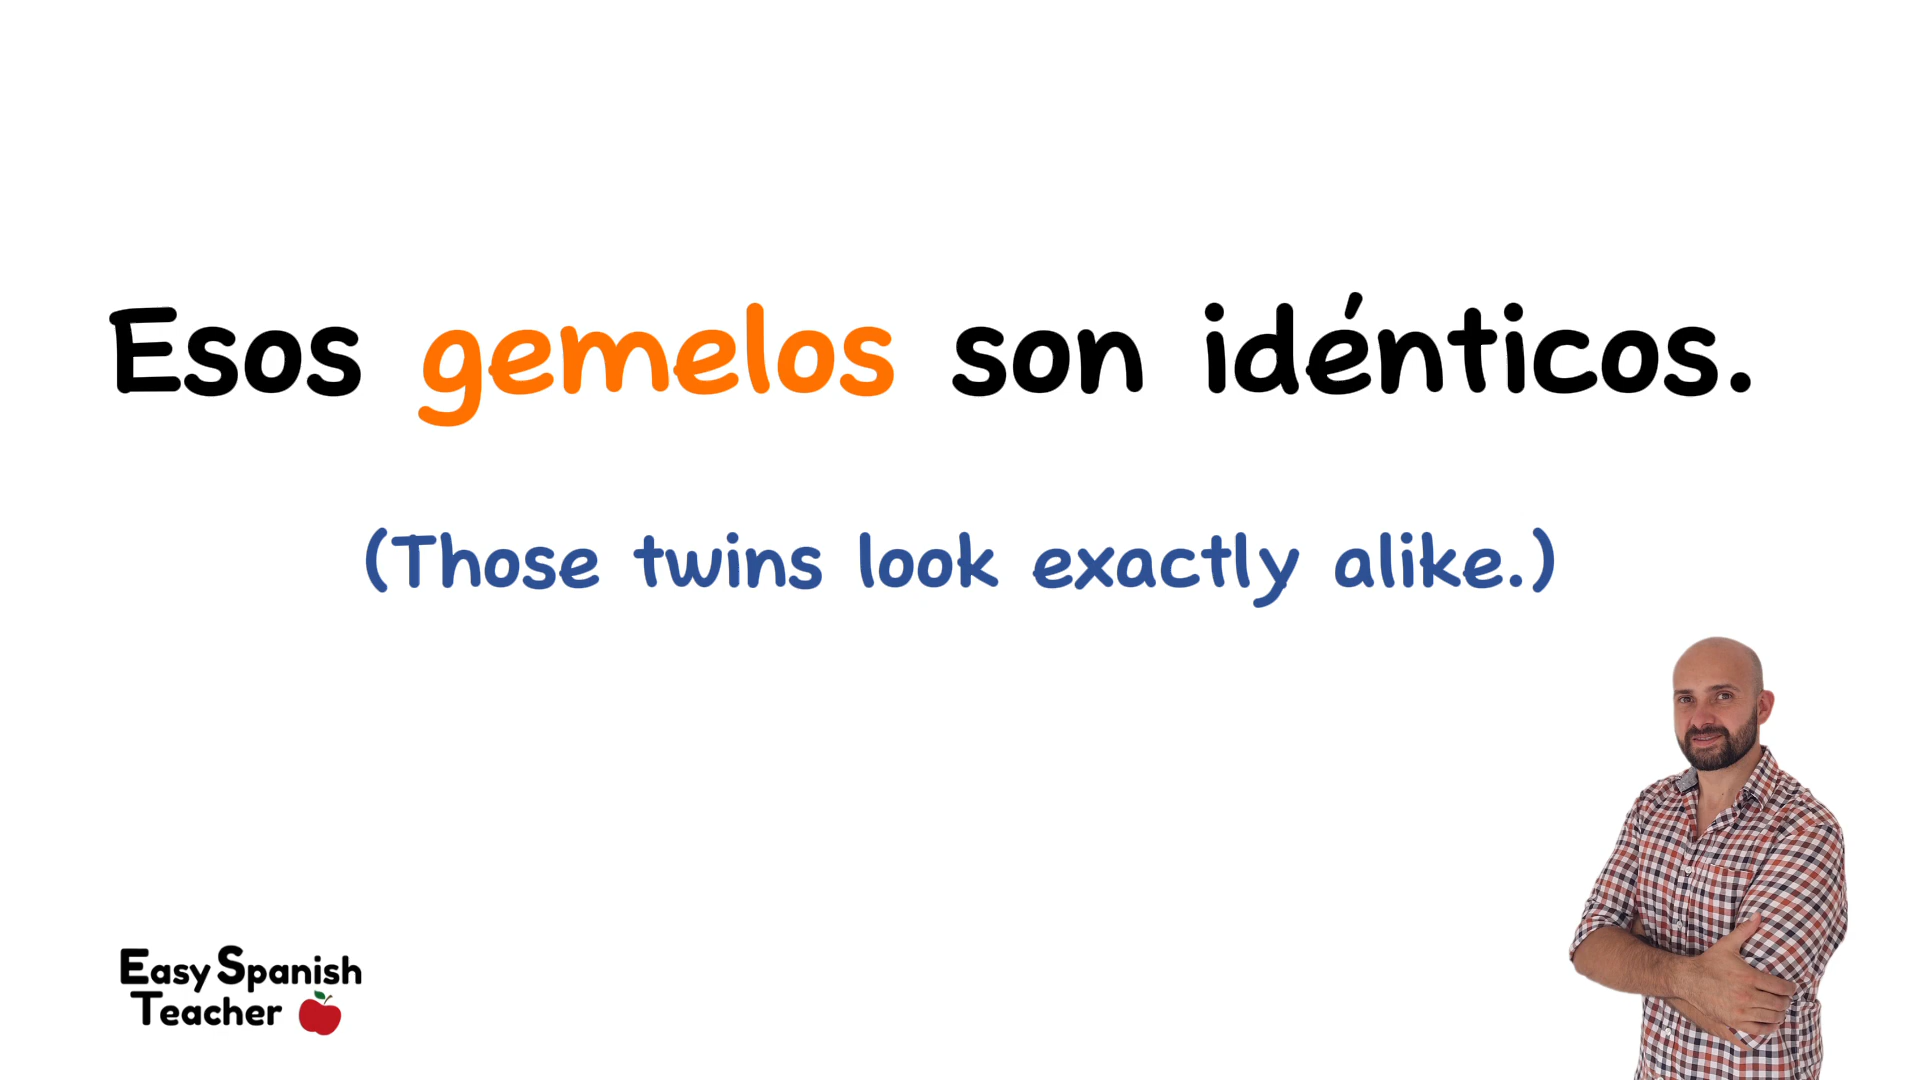 Esos gemelos son idénticos.
(Those twins look exactly alike.)
Easy Spanish
Teacher